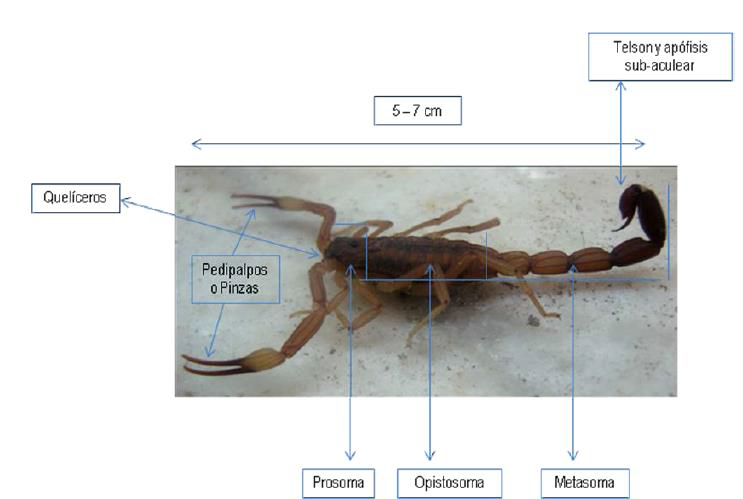 Telson y apófisis
sub-aculear
5 – 7 cm
Quelíceros
Pedipalpos
o Pinzas
Prosoma
Opistosoma
Metasoma